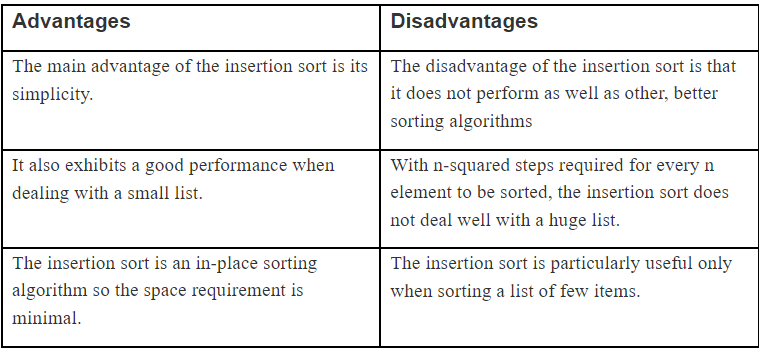 Advantages
Disadvantages
The main advantage of the insertion sort is its
simplicity.
The disadvantage of the insertion sort is that
it does not perform as well as other, better
sorting algorithms
It also exhibits a good performance when
dealing with a small list.
With n-squared steps required for every n
element to be sorted, the insertion sort does
not deal well with a huge list.
The insertion sort is an in-place sorting
algorithm so the space requirement is
minimal.
The insertion sort is particularly useful only
when sorting a list of few items.